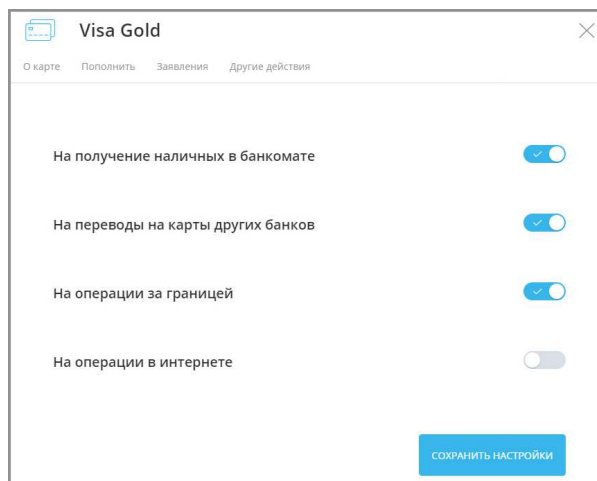 Visa Gold
О карте Пополнить Заявления Другие действия
На получение наличных в банкомате
На переводы на карты других банков
На операции за границей
На операции в интернете
СОХРАНИТЬ НАСТРОЙКИ